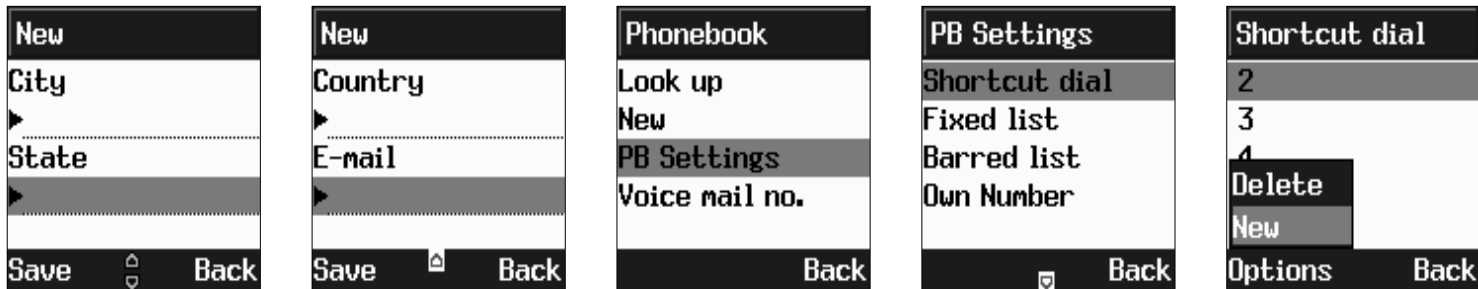 New
City
State
Save Back
New
Country
E-mail
Save Back
Phonebook
Look up
New
PB Settings
Voice mail no.
Back
PB Settings
Shortcut dial
Fixed list
Barred list
Own Number
Back
Shortcut dial
2
3
4
Delete
New
Options Back